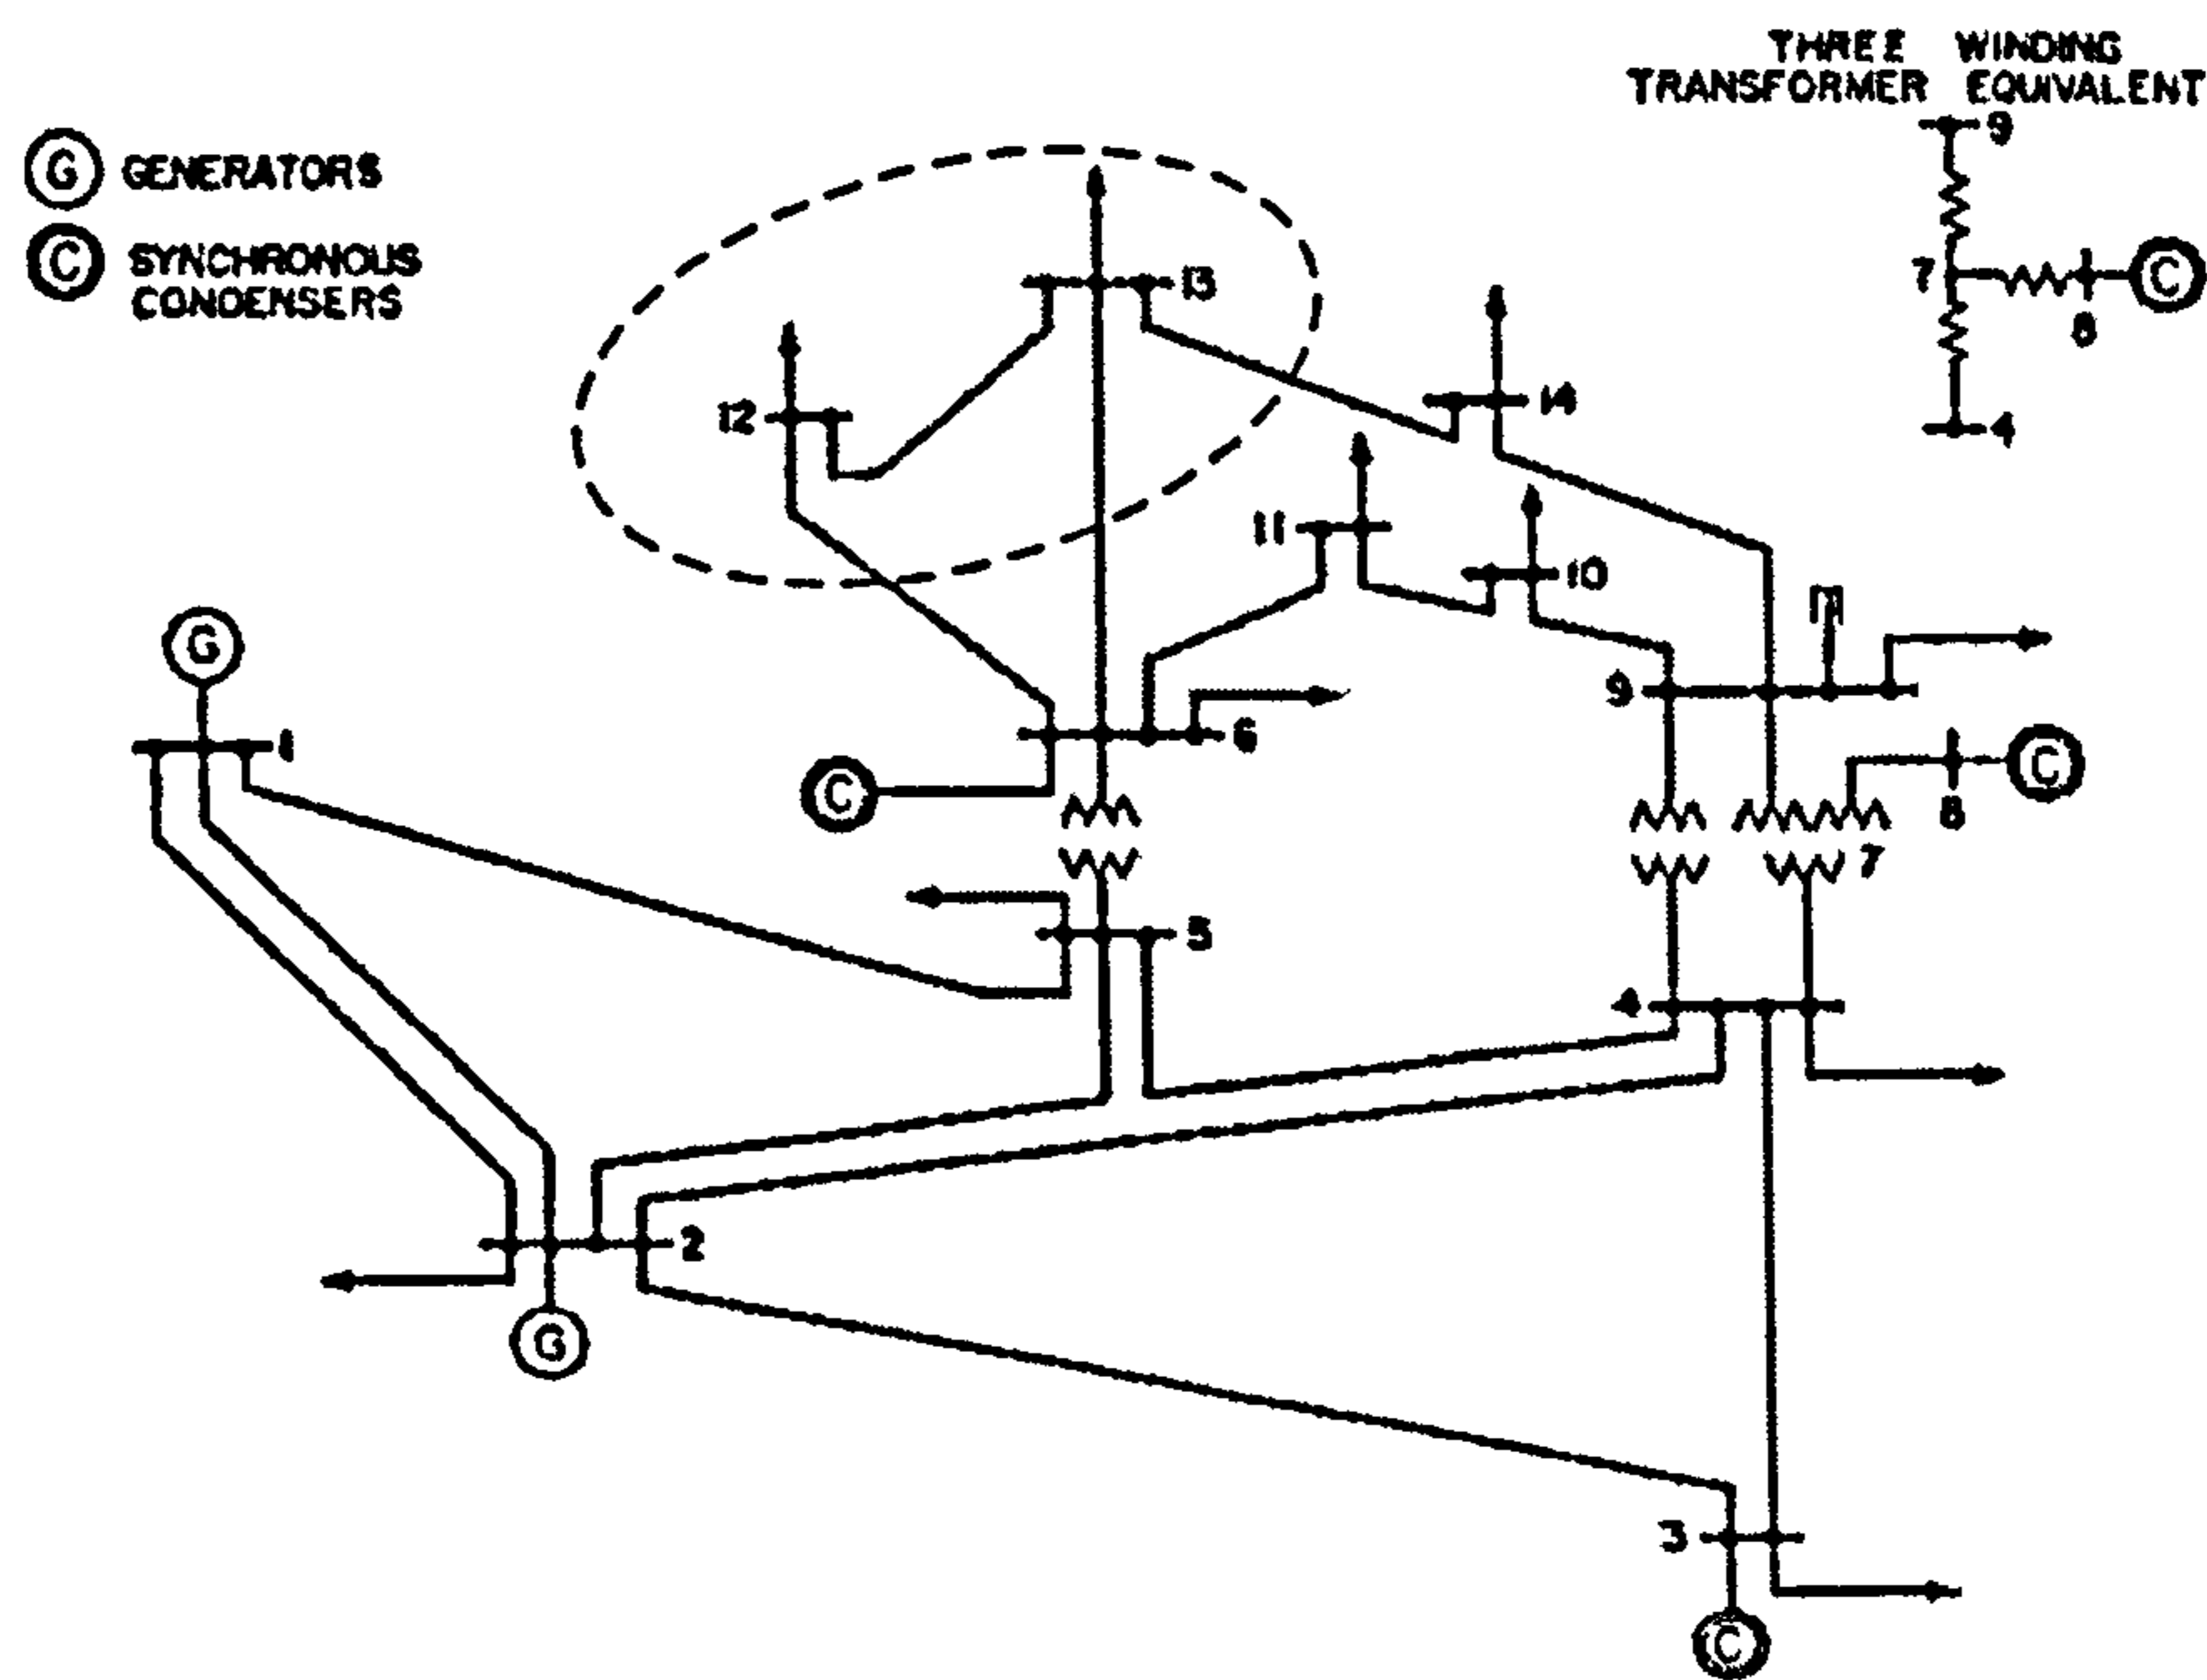 THREE WINDING
TRANSFORMER EQUIVALENT
9
G GENERATORS
C SYNCHRONOUS
CONDENSERS
7
C
8
4
13
12
14
11
10
G
1
9
6
C
C
8
7
5
4
2
G
3
C